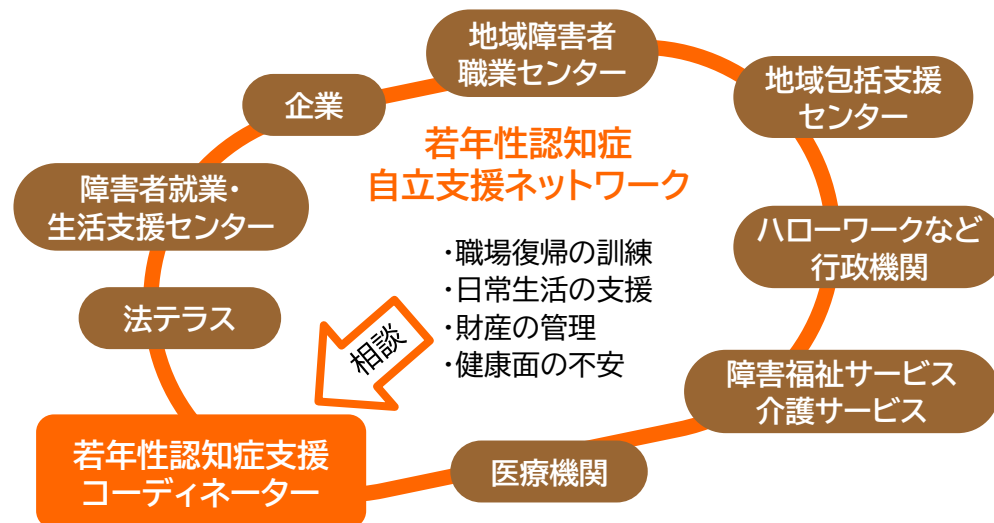 地域障害者
職業センター
地域包括支援
センター
企業
若年性認知症
自立支援ネットワーク
障害者就業・
生活支援センター
ハローワークなど
行政機関
・職場復帰の訓練
・日常生活の支援
・財産の管理
・健康面の不安
法テラス
相談
障害福祉サービス
介護サービス
若年性認知症支援
コーディネーター
医療機関